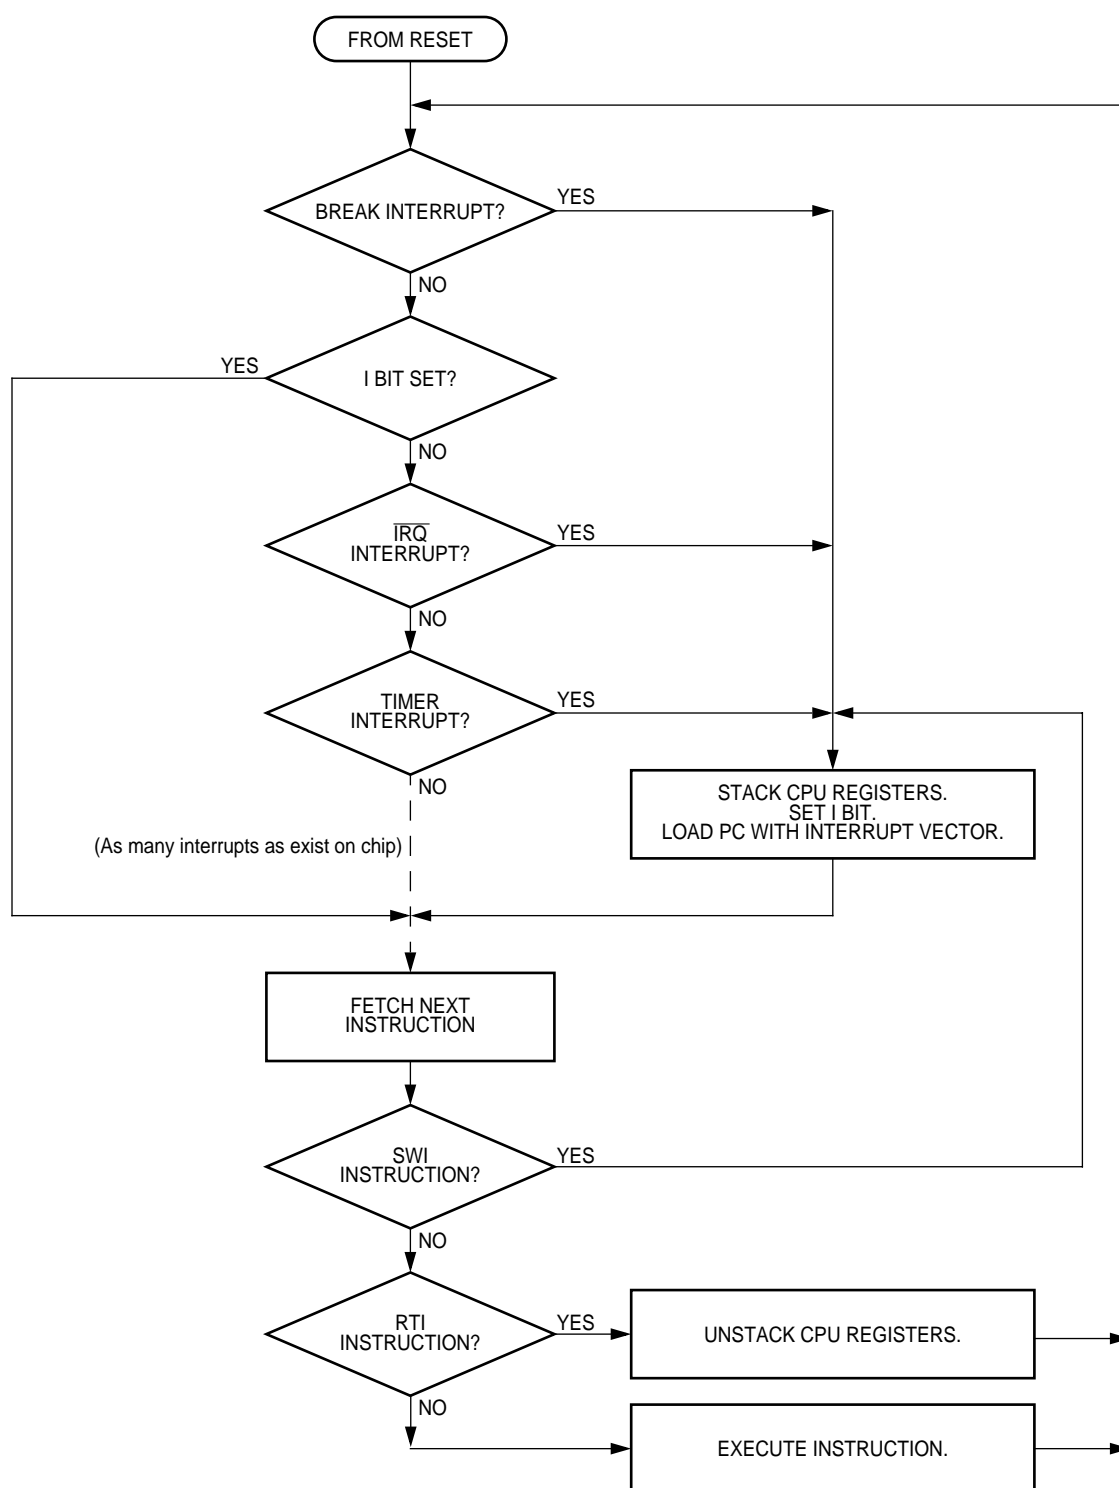 FROM RESET
BREAK INTERRUPT?
YES
NO
YES
I BIT SET?
NO
IRQ
INTERRUPT?
YES
NO
TIMER
INTERRUPT?
YES
NO
STACK CPU REGISTERS.
SET I BIT.
LOAD PC WITH INTERRUPT VECTOR.
(As many interrupts as exist on chip)
FETCH NEXT
INSTRUCTION
SWI
INSTRUCTION?
YES
NO
RTI
INSTRUCTION?
YES
UNSTACK CPU REGISTERS.
NO
EXECUTE INSTRUCTION.